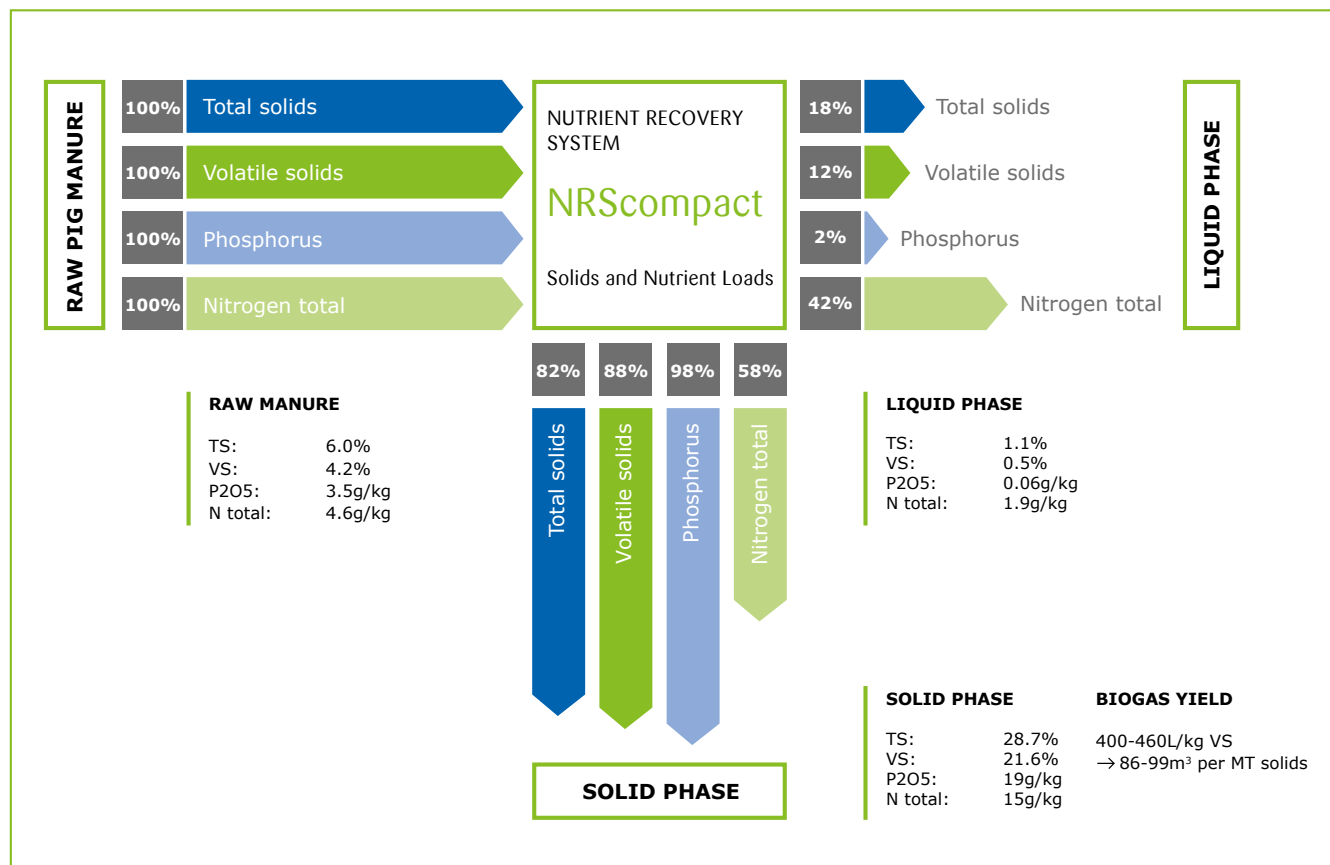 RAW PIG MANURE
100% Total solids
100% Volatile solids
100% Phosphorus
100% Nitrogen total
NUTRIENT RECOVERY
SYSTEM
NRScompact
Solids and Nutrient Loads
18% Total solids
12% Volatile solids
2% Phosphorus
42% Nitrogen total
LIQUID PHASE
82% 88% 98% 58%
Total solids
Volatile solids
Phosphorus
Nitrogen total
SOLID PHASE
RAW MANURE
TS: 6.0%
VS: 4.2%
P2O5: 3.5g/kg
N total: 4.6g/kg
LIQUID PHASE
TS: 1.1%
VS: 0.5%
P2O5: 0.06g/kg
N total: 1.9g/kg
SOLID PHASE
TS: 28.7%
VS: 21.6%
P2O5: 19g/kg
N total: 15g/kg
BIOGAS YIELD
400-460L/kg VS
→ 86-99m³ per MT solids